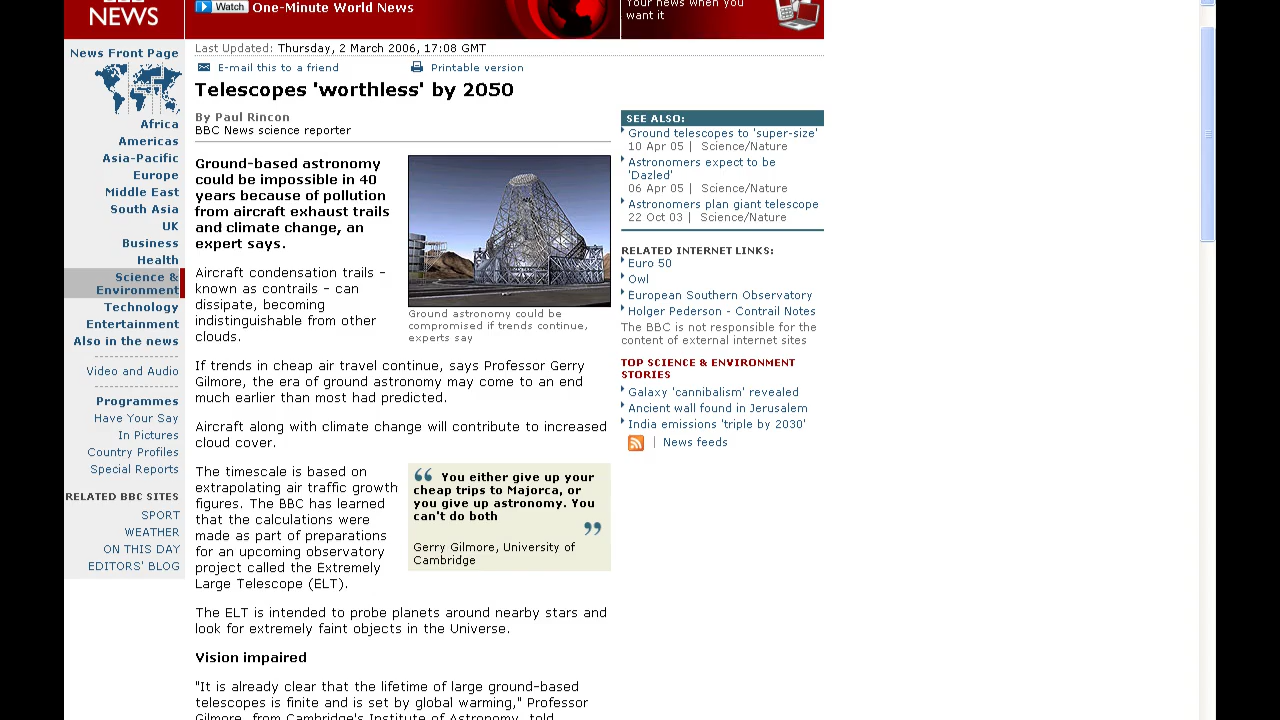 NEWS
Watch One-Minute World News
Your news when you
want it
News Front Page
Africa
Americas
Asia-Pacific
Europe
Middle East
South Asia
UK
Business
Health
Science &
Environment
Technology
Entertainment
Also in the news
Video and Audio
Programmes
Have Your Say
In Pictures
Country Profiles
Special Reports
RELATED BBC SITES
SPORT
WEATHER
ON THIS DAY
EDITORS' BLOG
Last Updated: Thursday, 2 March 2006, 17:08 GMT
E-mail this to a friend
Printable version
Telescopes 'worthless' by 2050
By Paul Rincon
BBC News science reporter
Ground-based astronomy
could be impossible in 40
years because of pollution
from aircraft exhaust trails
and climate change, an
expert says.
Ground astronomy could be
compromised if trends continue,
experts say
Aircraft condensation trails -
known as contrails - can
dissipate, becoming
indistinguishable from other
clouds.
If trends in cheap air travel continue, says Professor Gerry
Gilmore, the era of ground astronomy may come to an end
much earlier than most had predicted.
Aircraft along with climate change will contribute to increased
cloud cover.
The timescale is based on
extrapolating air traffic growth
figures. The BBC has learned
that the calculations were
made as part of preparations
for an upcoming observatory
project called the Extremely
Large Telescope (ELT).
“ You either give up your
cheap trips to Majorca, or
you give up astronomy. You
can't do both
”
Gerry Gilmore, University of
Cambridge
The ELT is intended to probe planets around nearby stars and
look for extremely faint objects in the Universe.
Vision impaired
"It is already clear that the lifetime of large ground-based
telescopes is finite and is set by global warming," Professor
Gilmore, from Cambridge's Institute of Astronomy, told
SEE ALSO:
Ground telescopes to 'super-size'
10 Apr 05 | Science/Nature
Astronomers expect to be
'Dazled'
06 Apr 05 | Science/Nature
Astronomers plan giant telescope
22 Oct 03 | Science/Nature
RELATED INTERNET LINKS:
Euro 50
Owl
European Southern Observatory
Holger Pederson - Contrail Notes
The BBC is not responsible for the
content of external internet sites
TOP SCIENCE & ENVIRONMENT
STORIES
Galaxy 'cannibalism' revealed
Ancient wall found in Jerusalem
India emissions 'triple by 2030'
| News feeds